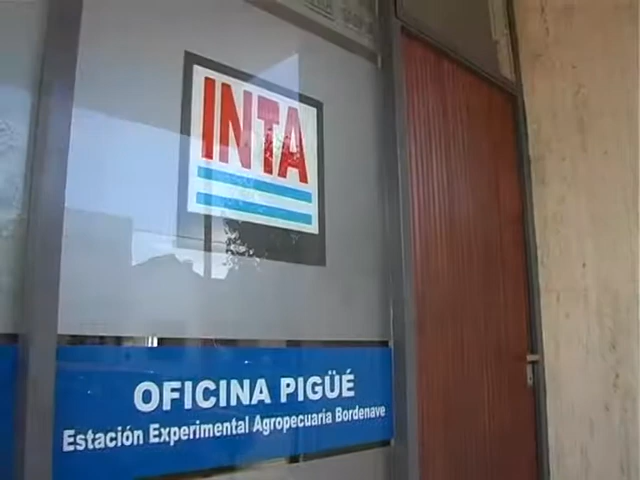 INTA
OFICINA PIGÜÉ
Estación Experimental Agropecuaria Bordenave